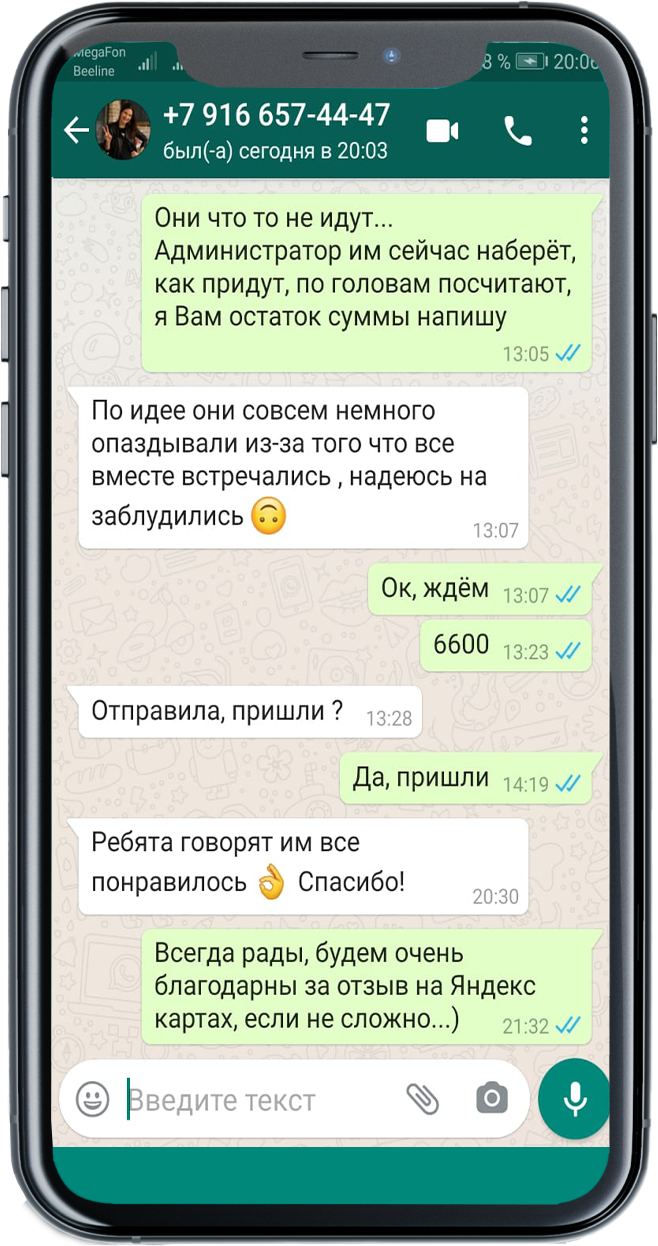 MegaFon
Beeline
8 % 20:06
+7 916 657-44-47
был(-а) сегодня в 20:03
Они что то не идут...
Администратор им сейчас наберёт,
как придут, по головам посчитают,
я Вам остаток суммы напишу
13:05
По идее они совсем немного
опаздывали из-за того что все
вместе встречались , надеюсь на
заблудились 🙃
13:07
Ок, ждём 13:07
6600 13:23
Отправила, пришли ? 13:28
Да, пришли 14:19
Ребята говорят им все
понравилось 👌 Спасибо!
20:30
Всегда рады, будем очень
благодарны за отзыв на Яндекс
картах, если не сложно...) 21:32
Введите текст